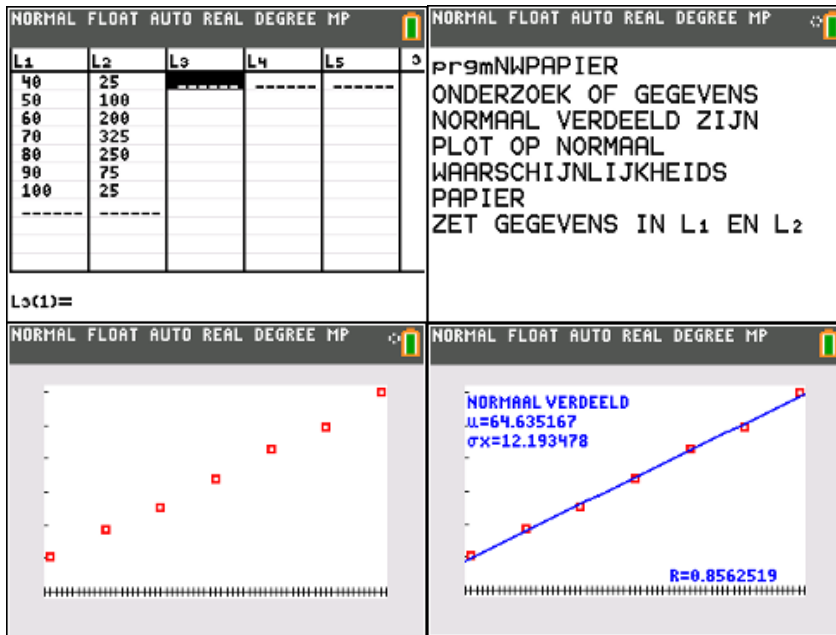 NORMAL FLOAT AUTO REAL DEGREE MP
L1 L2 L3 L4 L5 3
40 25 ------ ------ ------
50 100
60 200
70 325
80 250
90 75
100 25
------ ------
L3(1)=
NORMAL FLOAT AUTO REAL DEGREE MP
prgmNWPAPIER
ONDERZOEK OF GEGEVENS
NORMAAL VERDEELD ZIJN
PLOT OP NORMAAL
WAARSCHIJNLIJKHEIDS
PAPIER
ZET GEGEVENS IN L1 EN L2
NORMAL FLOAT AUTO REAL DEGREE MP
NORMAL FLOAT AUTO REAL DEGREE MP
NORMAAL VERDEELD
μ=64.635167
σx=12.193478
R=0.8562519